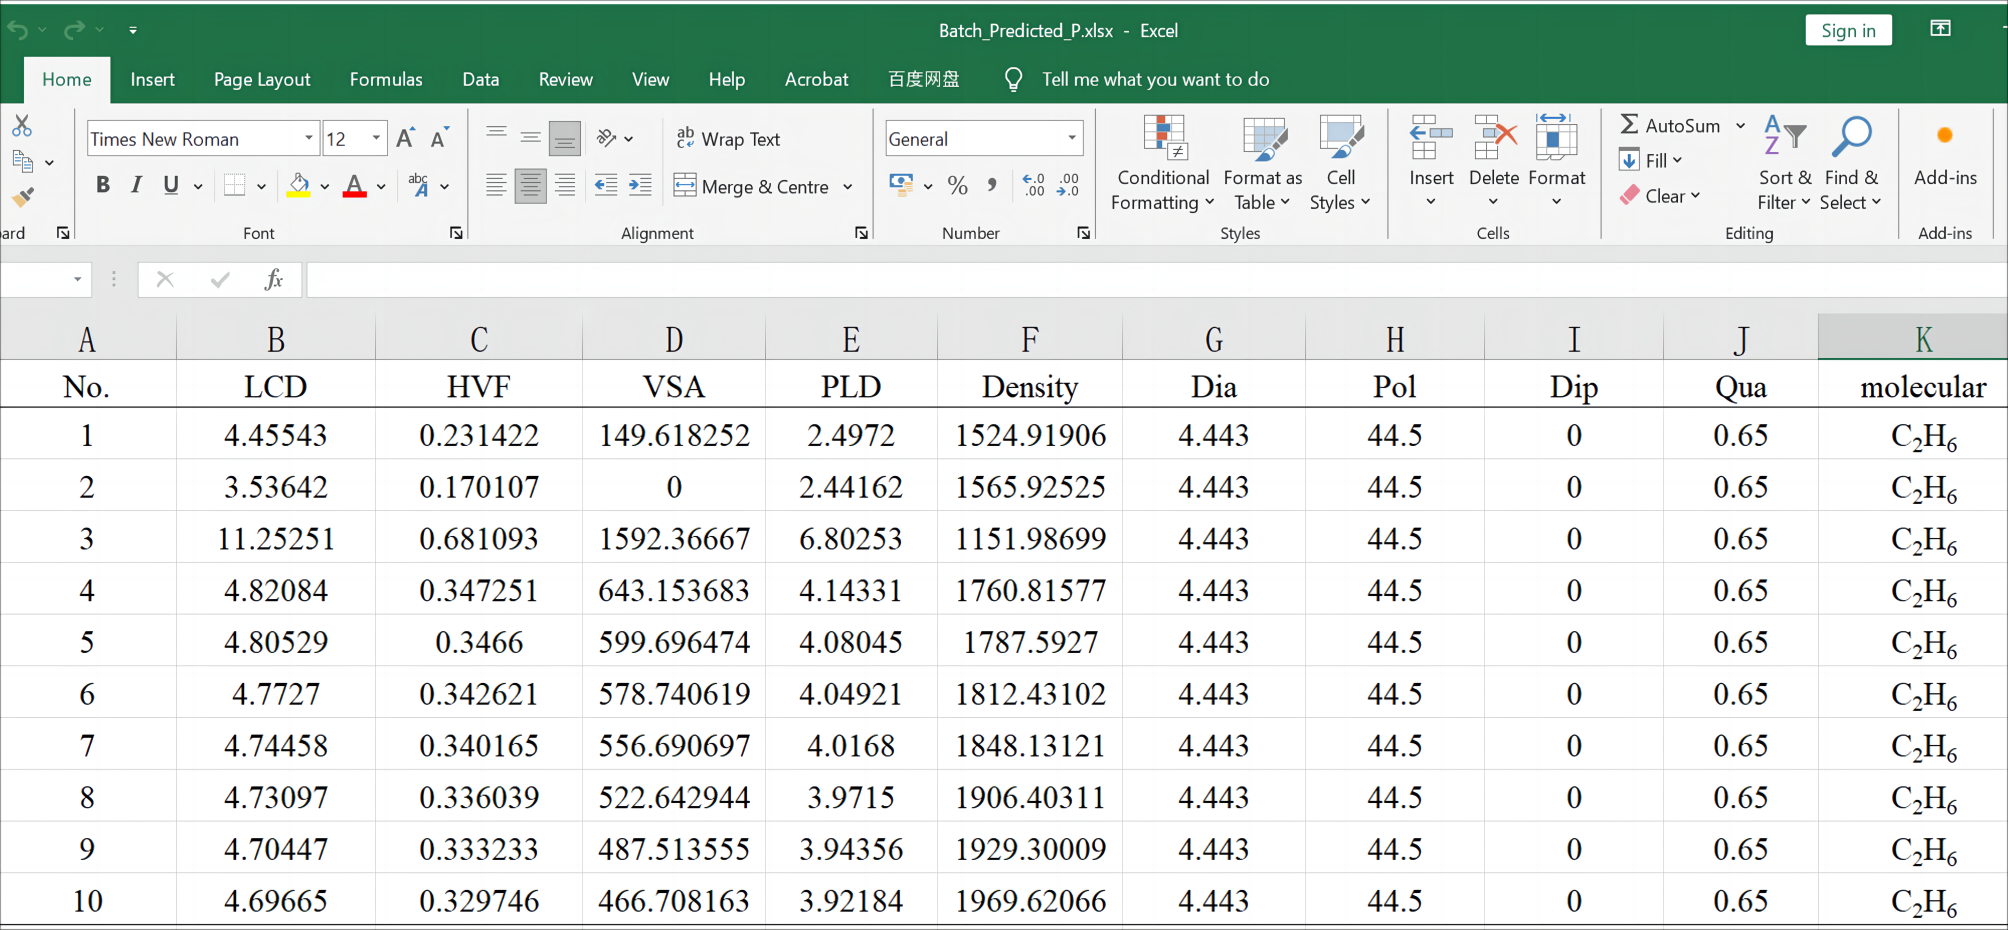 Batch_Predicted_P.xlsx - Excel
Sign in
Home Insert Page Layout Formulas Data Review View Help Acrobat 百度网盘 Tell me what you want to do
Times New Roman 12 A A ab Wrap Text General AutoSum
Fill
Conditional Formatting Format as Table Cell Styles Insert Delete Format Sort & Filter Find & Select Add-ins
B I U A abc A Merge & Centre % Clear
ard Font Alignment Number Styles Cells Editing Add-ins
fx
A B C D E F G H I J K
No. LCD HVF VSA PLD Density Dia Pol Dip Qua molecular
1 4.45543 0.231422 149.618252 2.4972 1524.91906 4.443 44.5 0 0.65 C₂H₆
2 3.53642 0.170107 0 2.44162 1565.92525 4.443 44.5 0 0.65 C₂H₆
3 11.25251 0.681093 1592.36667 6.80253 1151.98699 4.443 44.5 0 0.65 C₂H₆
4 4.82084 0.347251 643.153683 4.14331 1760.81577 4.443 44.5 0 0.65 C₂H₆
5 4.80529 0.3466 599.696474 4.08045 1787.5927 4.443 44.5 0 0.65 C₂H₆
6 4.7727 0.342621 578.740619 4.04921 1812.43102 4.443 44.5 0 0.65 C₂H₆
7 4.74458 0.340165 556.690697 4.0168 1848.13121 4.443 44.5 0 0.65 C₂H₆
8 4.73097 0.336039 522.642944 3.9715 1906.40311 4.443 44.5 0 0.65 C₂H₆
9 4.70447 0.333233 487.513555 3.94356 1929.30009 4.443 44.5 0 0.65 C₂H₆
10 4.69665 0.329746 466.708163 3.92184 1969.62066 4.443 44.5 0 0.65 C₂H₆